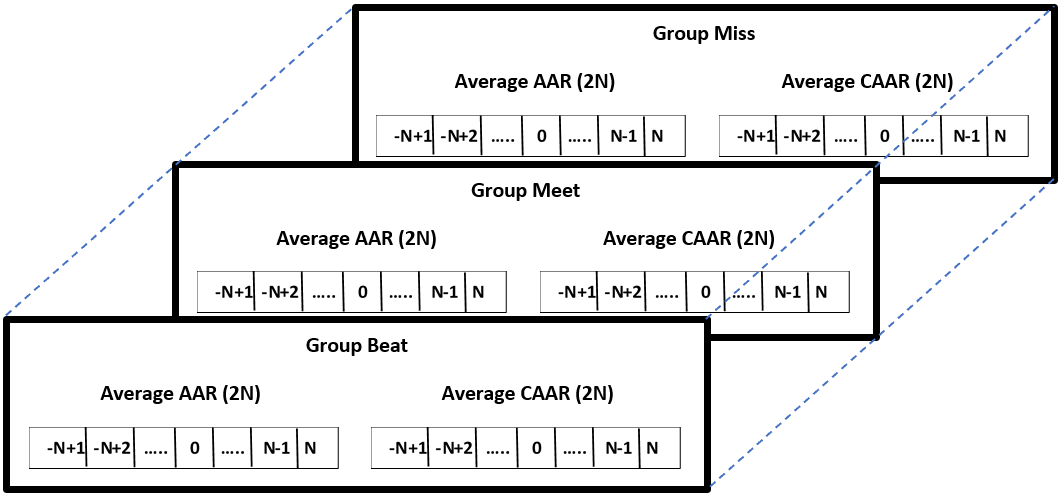 Group Miss
Average AAR (2N) Average CAAR (2N)
-N+1 -N+2 ..... 0 ..... N-1 N -N+1 -N+2 ..... 0 ..... N-1 N
Group Meet
Average AAR (2N) Average CAAR (2N)
-N+1 -N+2 ..... 0 ..... N-1 N -N+1 -N+2 ..... 0 ..... N-1 N
Group Beat
Average AAR (2N) Average CAAR (2N)
-N+1 -N+2 ..... 0 ..... N-1 N -N+1 -N+2 ..... 0 ..... N-1 N